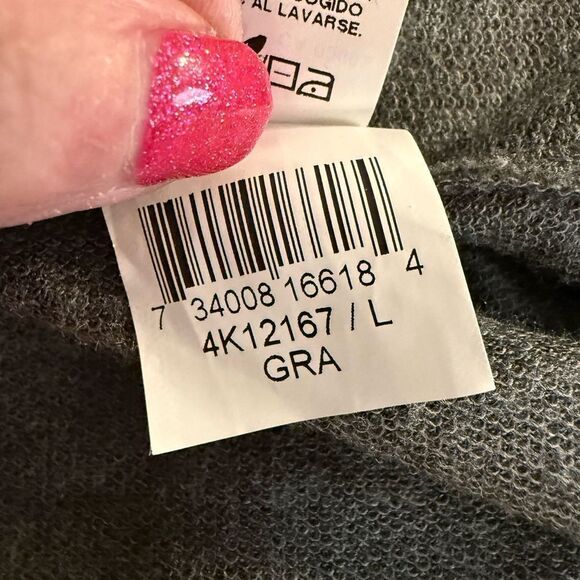 AL LAVARSE.
7 34008 16618 4
4K12167 / L
GRA